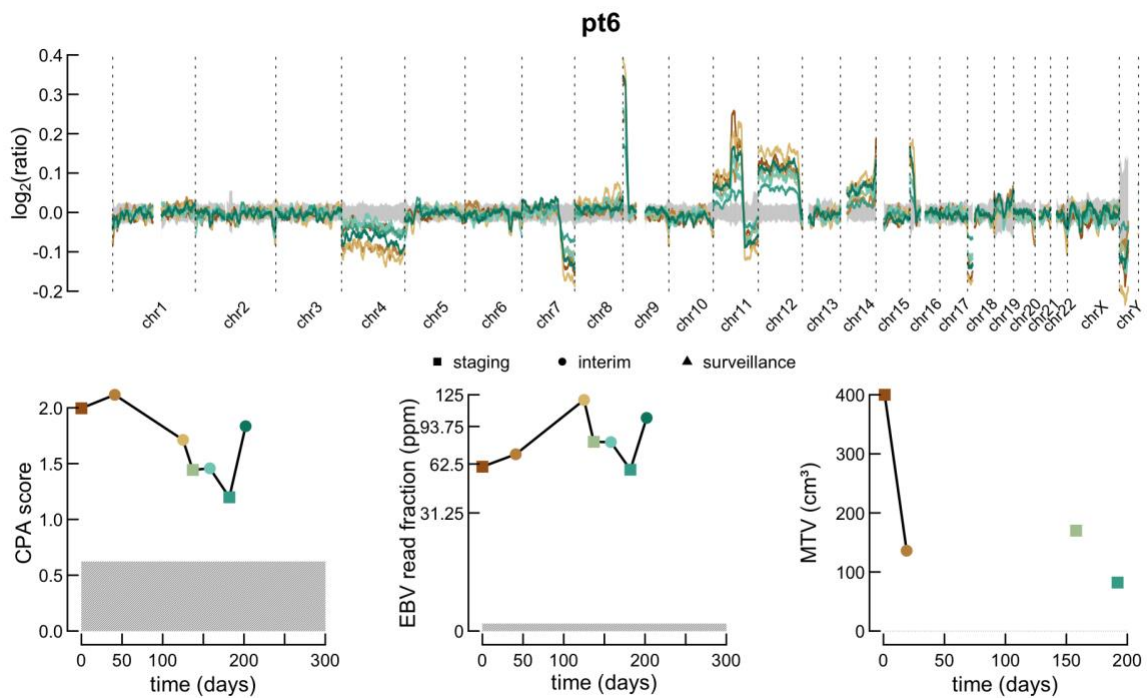 pt6
log2(ratio)
0.4
0.3
0.2
0.1
0.0
-0.1
-0.2
chr1
chr2
chr3
chr4
chr5
chr6
chr7
chr8
chr9
chr10
chr11
chr12
chr13
chr14
chr15
chr16
chr17
chr18
chr19
chr20
chr21
chr22
chrX
chrY
staging interim surveillance
CPA score
2.0
1.5
1.0
0.5
0.0
0 50 100 200 300
time (days)
EBV read fraction (ppm)
125
93.75
62.5
31.25
0
0 50 100 200 300
time (days)
MTV (cm³)
400
300
200
100
0
0 50 100 150 200
time (days)